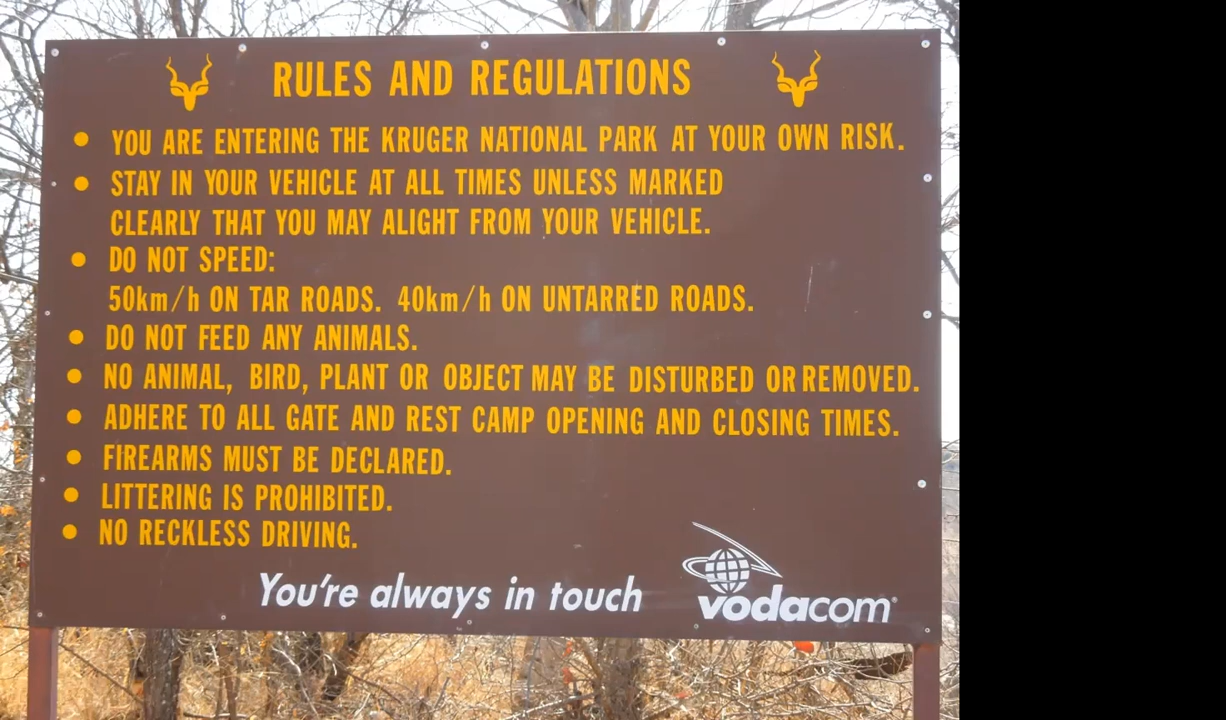 RULES AND REGULATIONS
• YOU ARE ENTERING THE KRUGER NATIONAL PARK AT YOUR OWN RISK.
• STAY IN YOUR VEHICLE AT ALL TIMES UNLESS MARKED
CLEARLY THAT YOU MAY ALIGHT FROM YOUR VEHICLE.
• DO NOT SPEED:
50km/h ON TAR ROADS. 40km/h ON UNTARRED ROADS.
• DO NOT FEED ANY ANIMALS.
• NO ANIMAL, BIRD, PLANT OR OBJECT MAY BE DISTURBED OR REMOVED.
• ADHERE TO ALL GATE AND REST CAMP OPENING AND CLOSING TIMES.
• FIREARMS MUST BE DECLARED.
• LITTERING IS PROHIBITED.
• NO RECKLESS DRIVING.
You're always in touch
vodacom